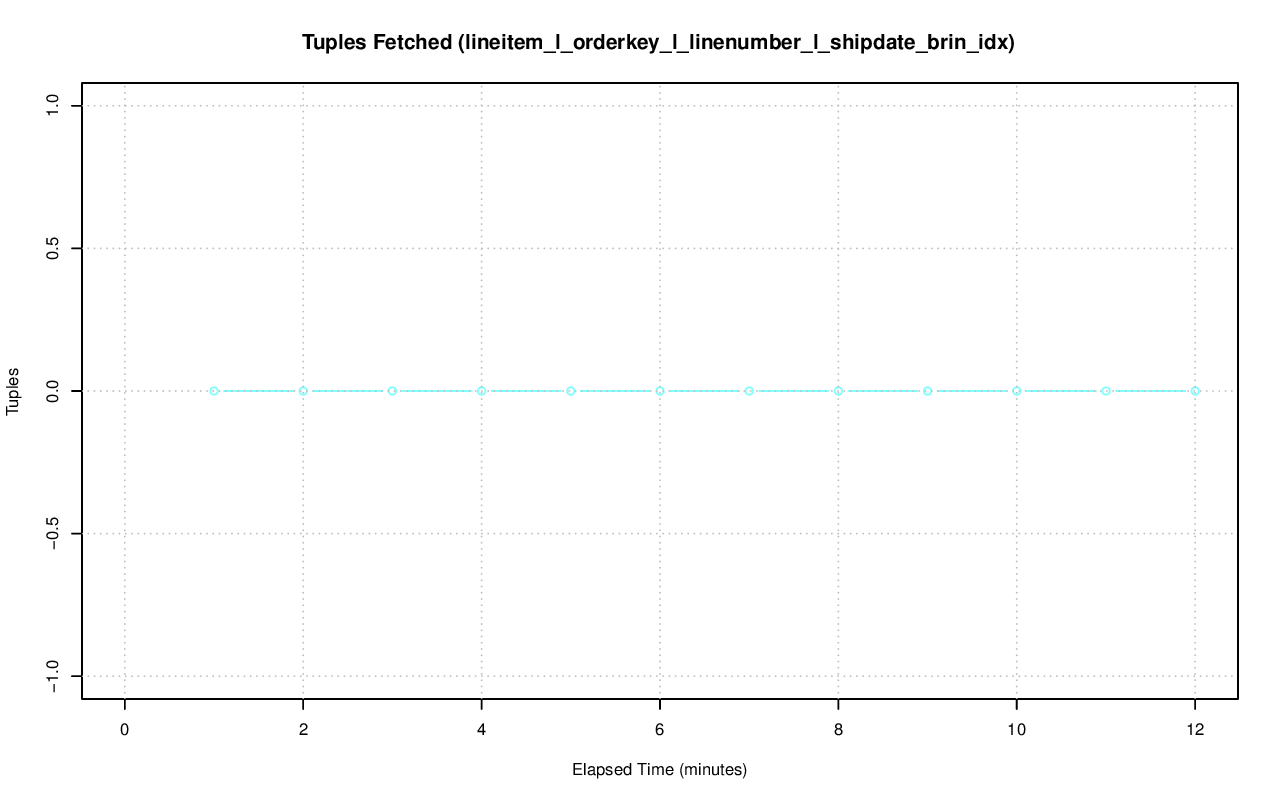 Tuples Fetched (lineitem_l_orderkey_l_linenumber_l_shipdate_brin_idx)
1.0
0.5
0.0
−0.5
−1.0
Tuples
0 2 4 6 8 10 12
Elapsed Time (minutes)